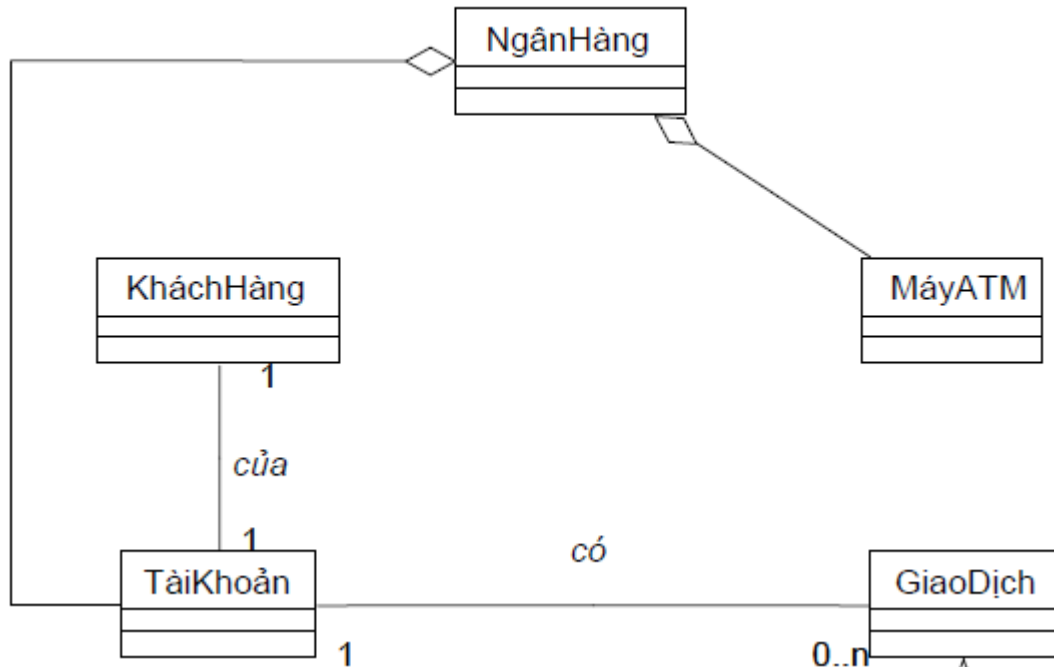 NgânHàng
KháchHàng
MáyATM
1
của
1
có
TàiKhoản
GiaoDịch
1
0..n